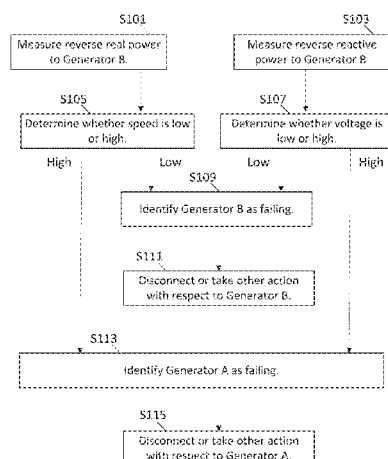 S101
S103
Measure reverse real power
to Generator B.
Measure reverse reactive
power to Generator B
S105
S107
Determine whether speed is low
or high.
Determine whether voltage is
low or high.
High
Low
Low
High
S109
Identify Generator B as failing.
S111
Disconnect or take other action
with respect to Generator B.
S113
Identify Generator A as failing.
S115
Disconnect or take other action
with respect to Generator A.